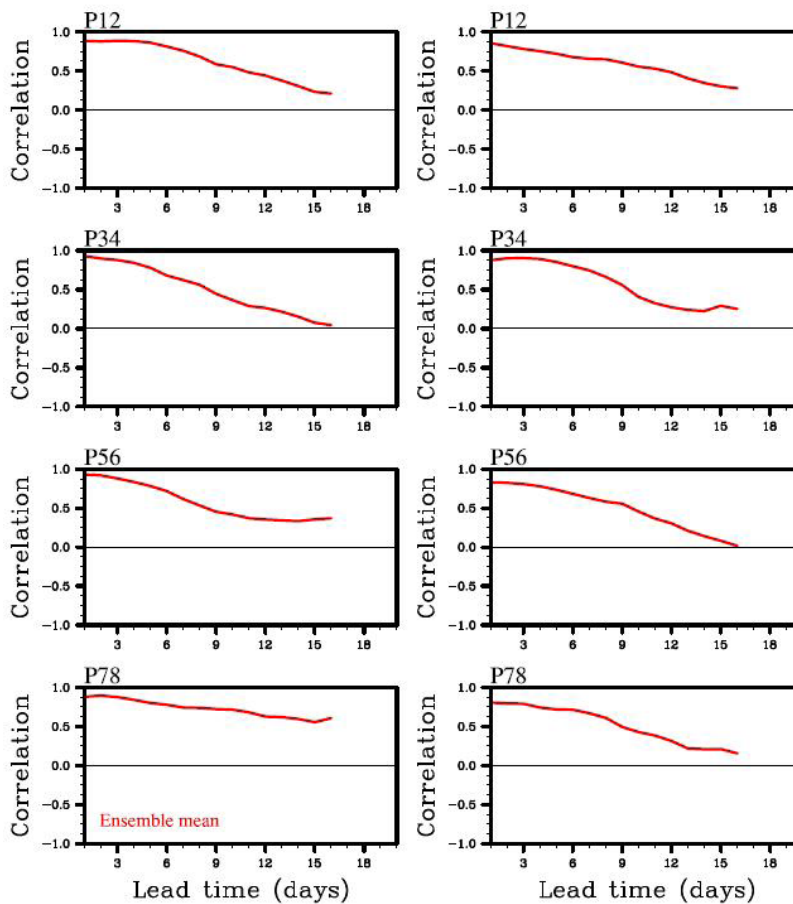 P12 P12
Correlation Correlation
1.0 1.0
0.5 0.5
0.0 0.0
−0.5 −0.5
−1.0 −1.0
3 6 9 12 15 18 3 6 9 12 15 18
P34 P34
Correlation Correlation
1.0 1.0
0.5 0.5
0.0 0.0
−0.5 −0.5
−1.0 −1.0
3 6 9 12 15 18 3 6 9 12 15 18
P56 P56
Correlation Correlation
1.0 1.0
0.5 0.5
0.0 0.0
−0.5 −0.5
−1.0 −1.0
3 6 9 12 15 18 3 6 9 12 15 18
P78 P78
Correlation Correlation
1.0 1.0
0.5 0.5
0.0 0.0
−0.5 −0.5
Ensemble mean
−1.0 −1.0
3 6 9 12 15 18 3 6 9 12 15 18
Lead time (days) Lead time (days)